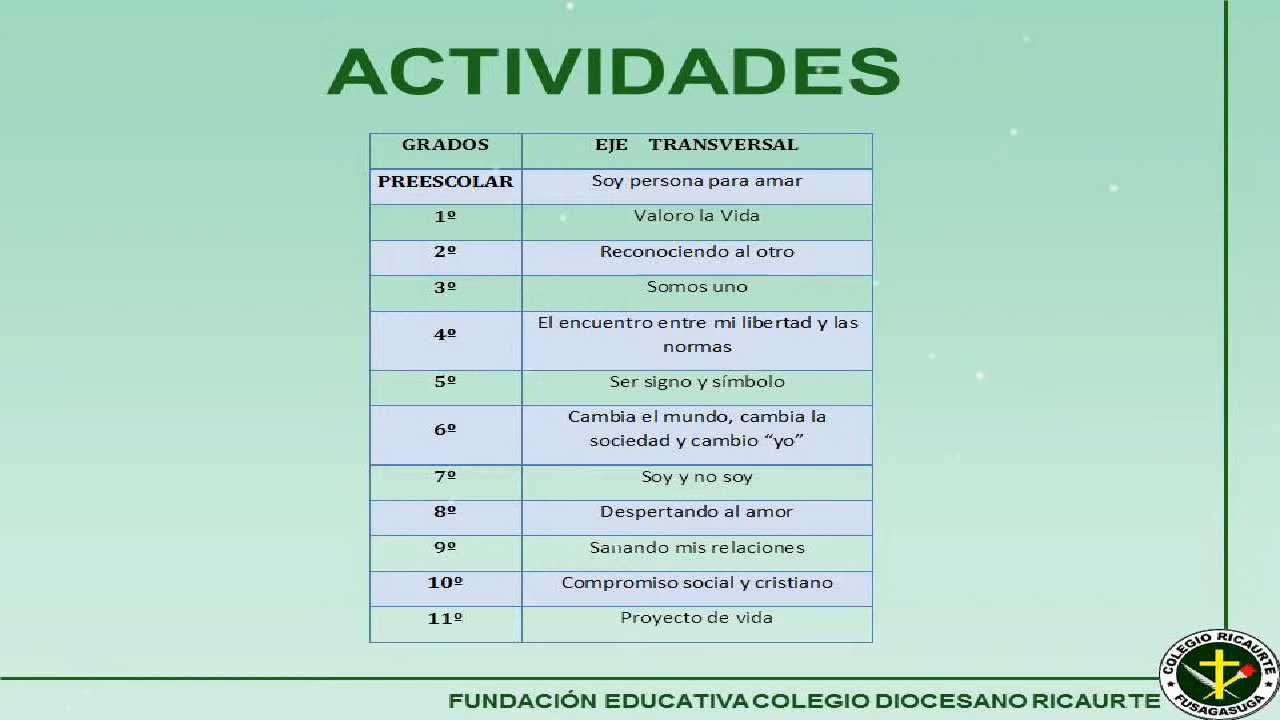 ACTIVIDADES
GRADOS EJE TRANSVERSAL
PREESCOLAR Soy persona para amar
1º Valoro la Vida
2º Reconociendo al otro
3º Somos uno
4º El encuentro entre mi libertad y las
normas
5º Ser signo y símbolo
6º Cambia el mundo, cambia la
sociedad y cambio “yo”
7º Soy y no soy
8º Despertando al amor
9º Sanando mis relaciones
10º Compromiso social y cristiano
11º Proyecto de vida
COLEGIO RICAURTE
FUSAGASUGA
FUNDACIÓN EDUCATIVA COLEGIO DIOCESANO RICAURTE